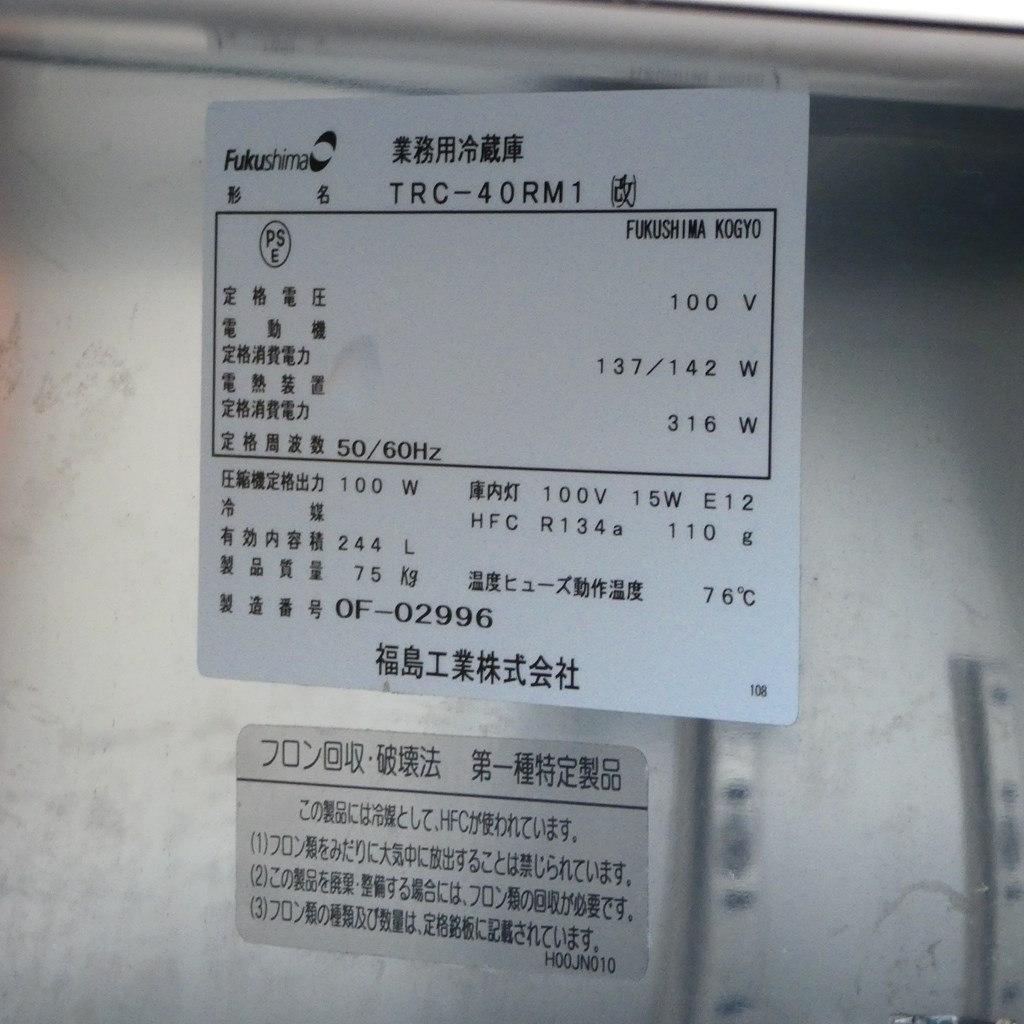 Fukushima 業務用冷蔵庫
形名 TRC-40RM1 (改)
PSE FUKUSHIMA KOGYO
定格電圧 100 V
電動機
定格消費電力 137/142 W
電熱装置
定格消費電力 316 W
定格周波数 50/60Hz
圧縮機定格出力 100 W 庫内灯 100V 15W E12
冷媒 HFC R134a 110 g
有効内容積 244 L
製品質量 75 Kg 温度ヒューズ動作温度 76℃
製造番号 OF-02996
福島工業株式会社
108
フロン回収・破壊法 第一種特定製品
この製品には冷媒として、HFCが使われています。
(1)フロン類をみだりに大気中に放出することは禁じられています。
(2)この製品を廃棄・整備する場合には、フロン類の回収が必要です。
(3)フロン類の種類及び数量は、定格銘板に記載されています。
H00JN010